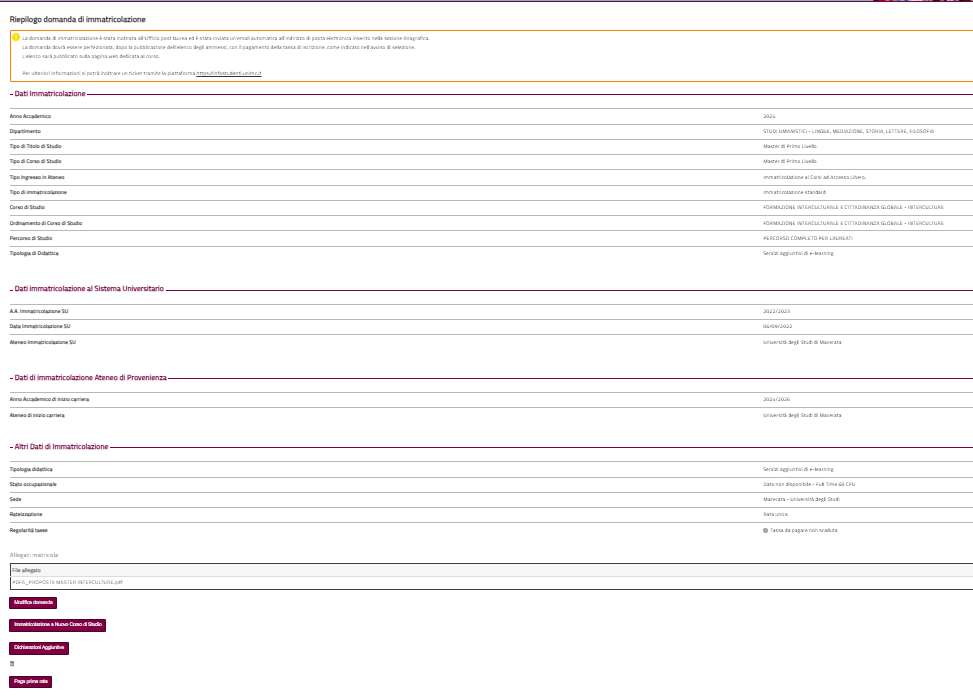 Riepilogo domanda di immatricolazione
La domanda di immatricolazione è stata inoltrata all'Ufficio post laurea ed è stata inviata un'email automatica all'indirizzo di posta elettronica inserito nella sezione Anagrafica.
La domanda dovrà essere perfezionata, dopo la pubblicazione dell'elenco degli ammessi, con il pagamento della tassa di iscrizione, come indicato nell'avviso di selezione.
L'elenco sarà pubblicato sulla pagina web dedicata al corso.
Per ulteriori informazioni si potrà inoltrare un ticket tramite la piattaforma https://infostudenti.unimc.it
Dati Immatricolazione
Anno Accademico 2024
Dipartimento STUDI UMANISTICI - LINGUE, MEDIAZIONE, STORIA, LETTERE, FILOSOFIA
Tipo di Titolo di Studio Master di Primo Livello
Tipo di Corso di Studio Master di Primo Livello
Tipo Ingresso in Ateneo Immatricolazione ai Corsi ad Accesso Libero.
Tipo di immatricolazione Immatricolazione standard
Corso di Studio FORMAZIONE INTERCULTURALE E CITTADINANZA GLOBALE - INTERCULTURE
Ordinamento di Corso di Studio FORMAZIONE INTERCULTURALE E CITTADINANZA GLOBALE - INTERCULTURE
Percorso di Studio PERCORSO COMPLETO PER LAUREATI
Tipologia di Didattica Servizi aggiuntivi di e-learning
Dati immatricolazione al Sistema Universitario
A.A. Immatricolazione SU 2022/2023
Data Immatricolazione SU 06/09/2022
Ateneo Immatricolazione SU Università degli Studi di Macerata
Dati di immatricolazione Ateneo di Provenienza
Anno Accademico di inizio carriera 2024/2026
Ateneo di inizio carriera Università degli Studi di Macerata
Altri Dati di Immatricolazione
Tipologia didattica Servizi aggiuntivi di e-learning
Stato occupazionale Dato non disponibile - Full Time 60 CFU
Sede Macerata - Università degli Studi
Rateizzazione Rata unica
Regolarità tasse Tassa da pagare non scaduta
Allegati matricola
File allegato
PDFA_PROPOSTA MASTER INTERCULTURE.pdf
Modifica domanda
Immatricolazione a Nuovo Corso di Studio
Dichiarazioni Aggiuntive
Paga prima rata